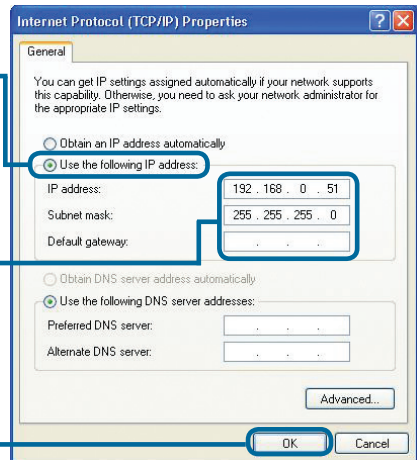 Internet Protocol (TCP/IP) Properties
General
You can get IP settings assigned automatically if your network supports
this capability. Otherwise, you need to ask your network administrator for
the appropriate IP settings.
Obtain an IP address automatically
Use the following IP address:
IP address: 192 . 168 . 0 . 51
Subnet mask: 255 . 255 . 255 . 0
Default gateway: . . .
Obtain DNS server address automatically
Use the following DNS server addresses:
Preferred DNS server: . . .
Alternate DNS server: . . .
Advanced...
OK Cancel